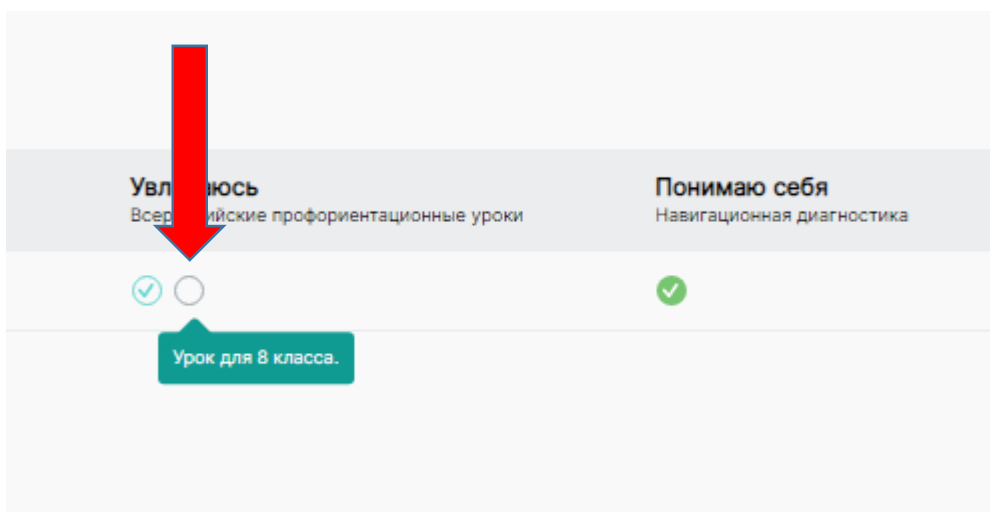 профориентационные уроки
Понимаю себя
Навигационная диагностика
Урок для 8 класса.